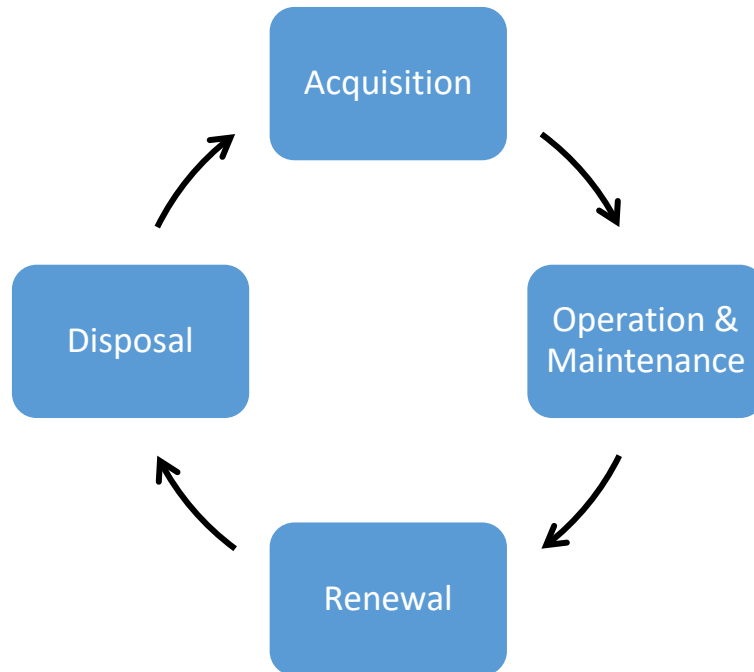 Acquisition
Operation &
Maintenance
Renewal
Disposal